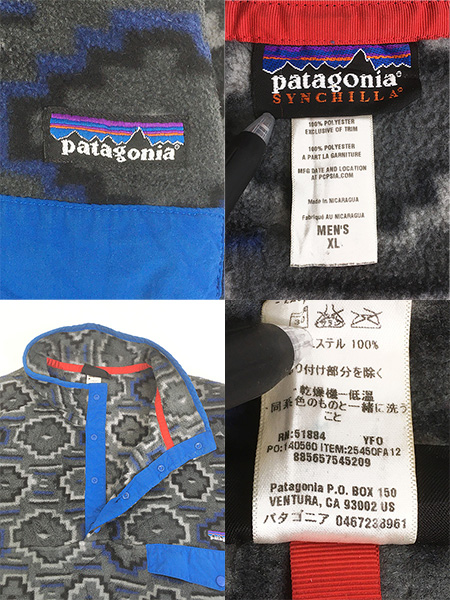 patagonia®
patagonia®
SYNCHILLA®
100% POLYESTER
EXCLUSIVE OF TRIM
100% POLYESTER
A PART LA GARNITURE
MFG DATE AND LOCATION
AT PCPSIA.COM
Made in NICARAGUA
Fabriqué AU NICARAGUA
MEN'S
XL
ステル 100%
り付け部分を除く
・乾燥機ー低温
・同系色のものと一緒に洗う
こと
RN:51884 YFO
PO:140560 ITEM:25450FA12
885657545209
Patagonia P.O. BOX 150
VENTURA, CA 93002 US
パタゴニア 0467238961